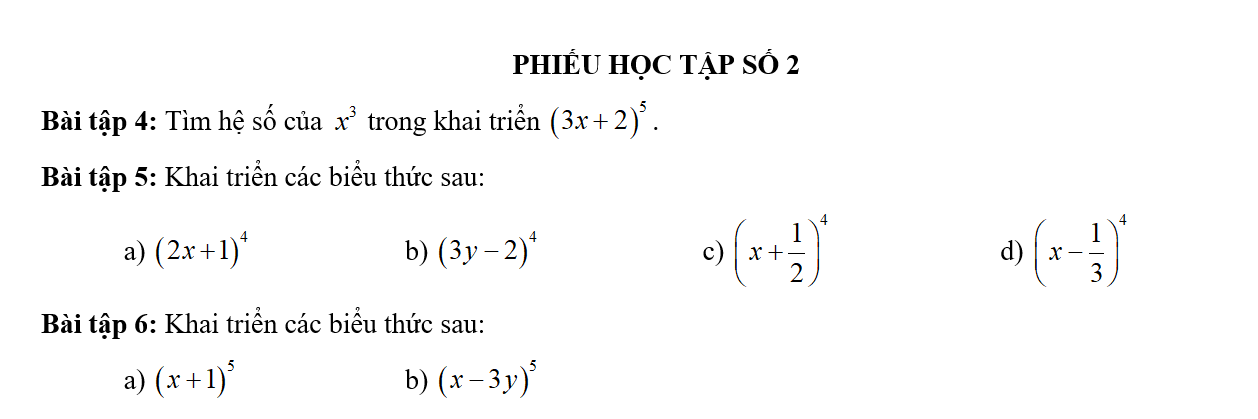 PHIẾU HỌC TẬP SỐ 2
Bài tập 4: Tìm hệ số của x³ trong khai triển (3x+2)⁵.
Bài tập 5: Khai triển các biểu thức sau:
a) (2x+1)⁴ b) (3y−2)⁴ c) (x+1/2)⁴ d) (x−1/3)⁴
Bài tập 6: Khai triển các biểu thức sau:
a) (x+1)⁵ b) (x−3y)⁵